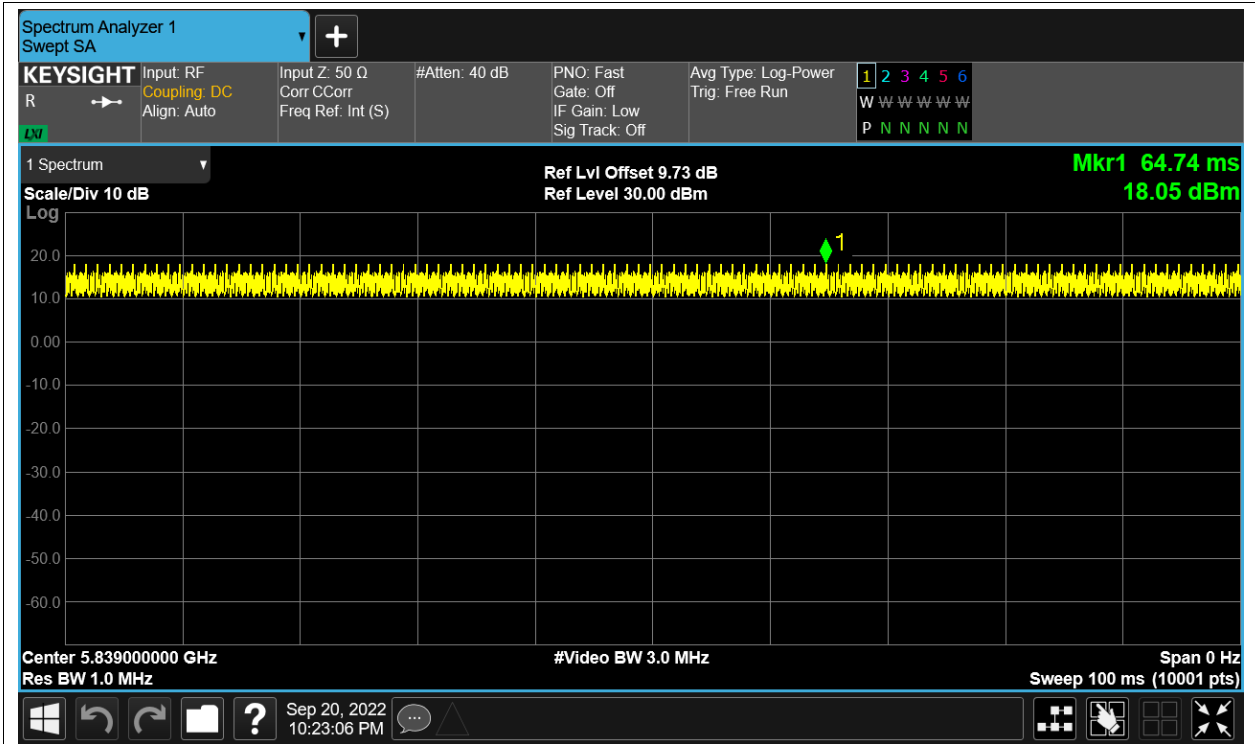 Spectrum Analyzer 1
Swept SA
+
KEYSIGHT
R
LXI
Input: RF
Coupling: DC
Align: Auto
Input Z: 50 Ω
Corr CCorr
Freq Ref: Int (S)
#Atten: 40 dB
PNO: Fast
Gate: Off
IF Gain: Low
Sig Track: Off
Avg Type: Log-Power
Trig: Free Run
1 2 3 4 5 6
W W W W W W
P N N N N N
1 Spectrum
Scale/Div 10 dB
Ref Lvl Offset 9.73 dB
Ref Level 30.00 dBm
Mkr1 64.74 ms
18.05 dBm
Log
1
20.0
10.0
0.00
-10.0
-20.0
-30.0
-40.0
-50.0
-60.0
Center 5.839000000 GHz
#Video BW 3.0 MHz
Span 0 Hz
Res BW 1.0 MHz
Sweep 100 ms (10001 pts)
?
Sep 20, 2022
10:23:06 PM